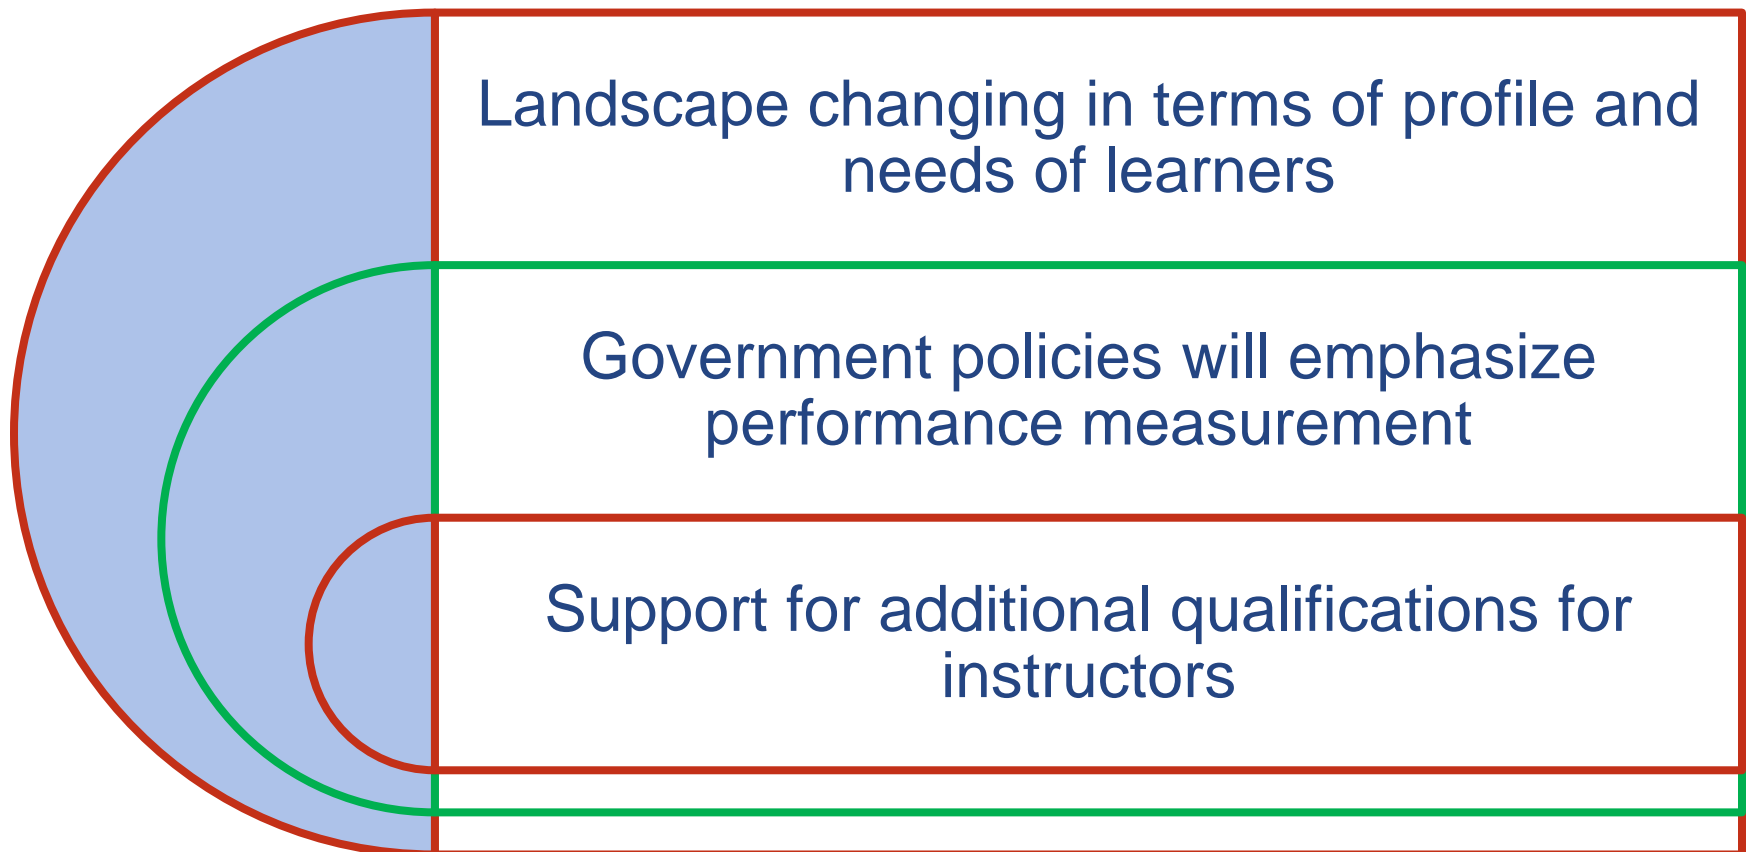 Landscape changing in terms of profile and
needs of learners
Government policies will emphasize
performance measurement
Support for additional qualifications for
instructors